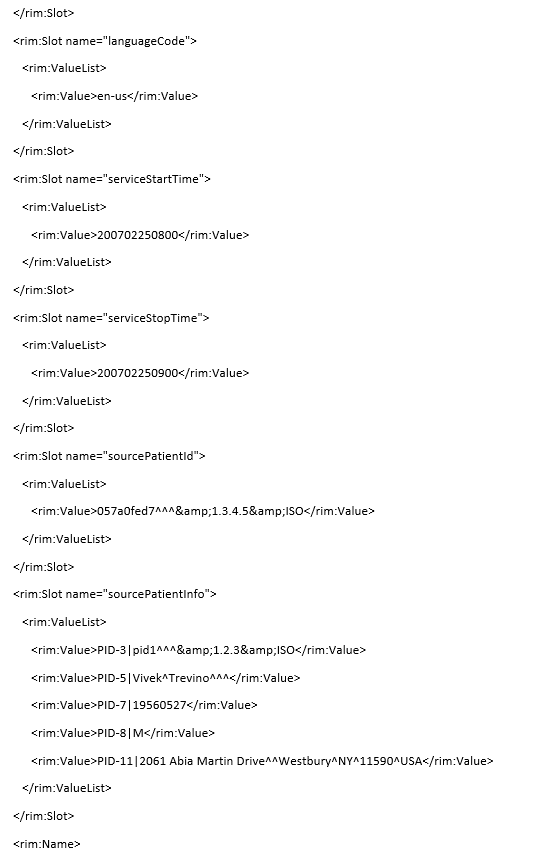 </rim:Slot>
<rim:Slot name="languageCode">
<rim:ValueList>
<rim:Value>en-us</rim:Value>
</rim:ValueList>
</rim:Slot>
<rim:Slot name="serviceStartTime">
<rim:ValueList>
<rim:Value>200702250800</rim:Value>
</rim:ValueList>
</rim:Slot>
<rim:Slot name="serviceStopTime">
<rim:ValueList>
<rim:Value>200702250900</rim:Value>
</rim:ValueList>
</rim:Slot>
<rim:Slot name="sourcePatientId">
<rim:ValueList>
<rim:Value>057a0fed7^^^&amp;1.3.4.5&amp;ISO</rim:Value>
</rim:ValueList>
</rim:Slot>
<rim:Slot name="sourcePatientInfo">
<rim:ValueList>
<rim:Value>PID-3|pid1^^^&amp;1.2.3&amp;ISO</rim:Value>
<rim:Value>PID-5|Vivek^Trevino^^^</rim:Value>
<rim:Value>PID-7|19560527</rim:Value>
<rim:Value>PID-8|M</rim:Value>
<rim:Value>PID-11|2061 Abia Martin Drive^^Westbury^NY^11590^USA</rim:Value>
</rim:ValueList>
</rim:Slot>
<rim:Name>